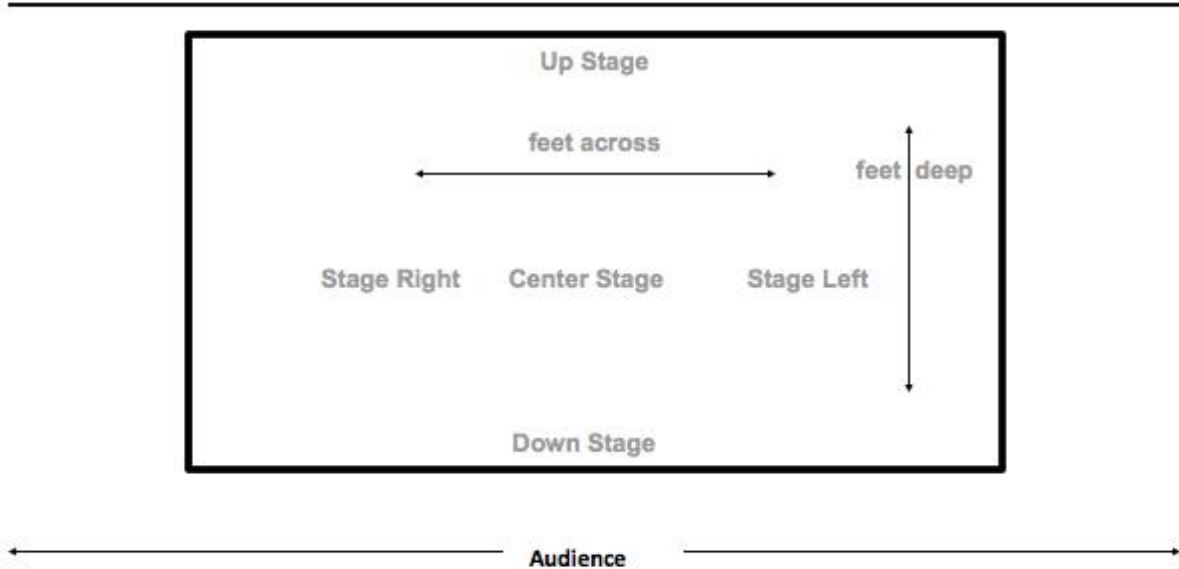 Up Stage
feet across
feet deep
Stage Right Center Stage Stage Left
Down Stage
Audience